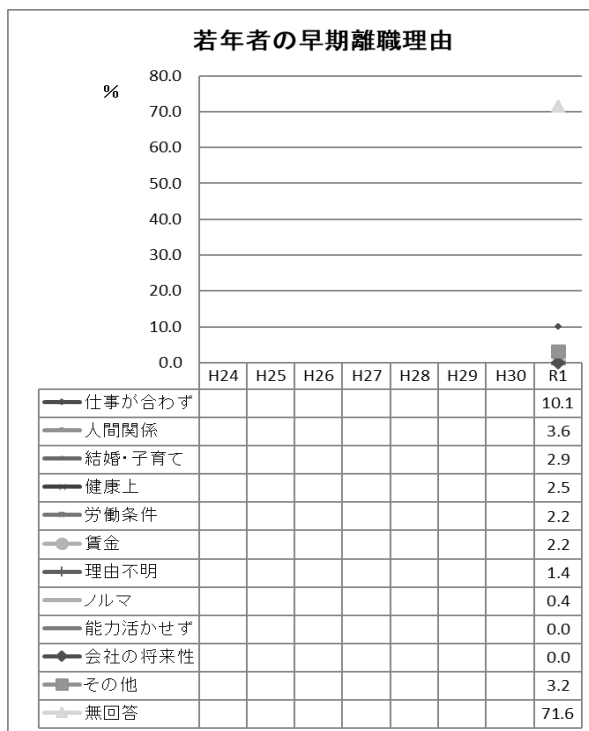 若年者の早期離職理由
%
80.0
70.0
60.0
50.0
40.0
30.0
20.0
10.0
0.0
H24 H25 H26 H27 H28 H29 H30 R1
仕事が合わず 10.1
人間関係 3.6
結婚・子育て 2.9
健康上 2.5
労働条件 2.2
賃金 2.2
理由不明 1.4
ノルマ 0.4
能力活かせず 0.0
会社の将来性 0.0
その他 3.2
無回答 71.6